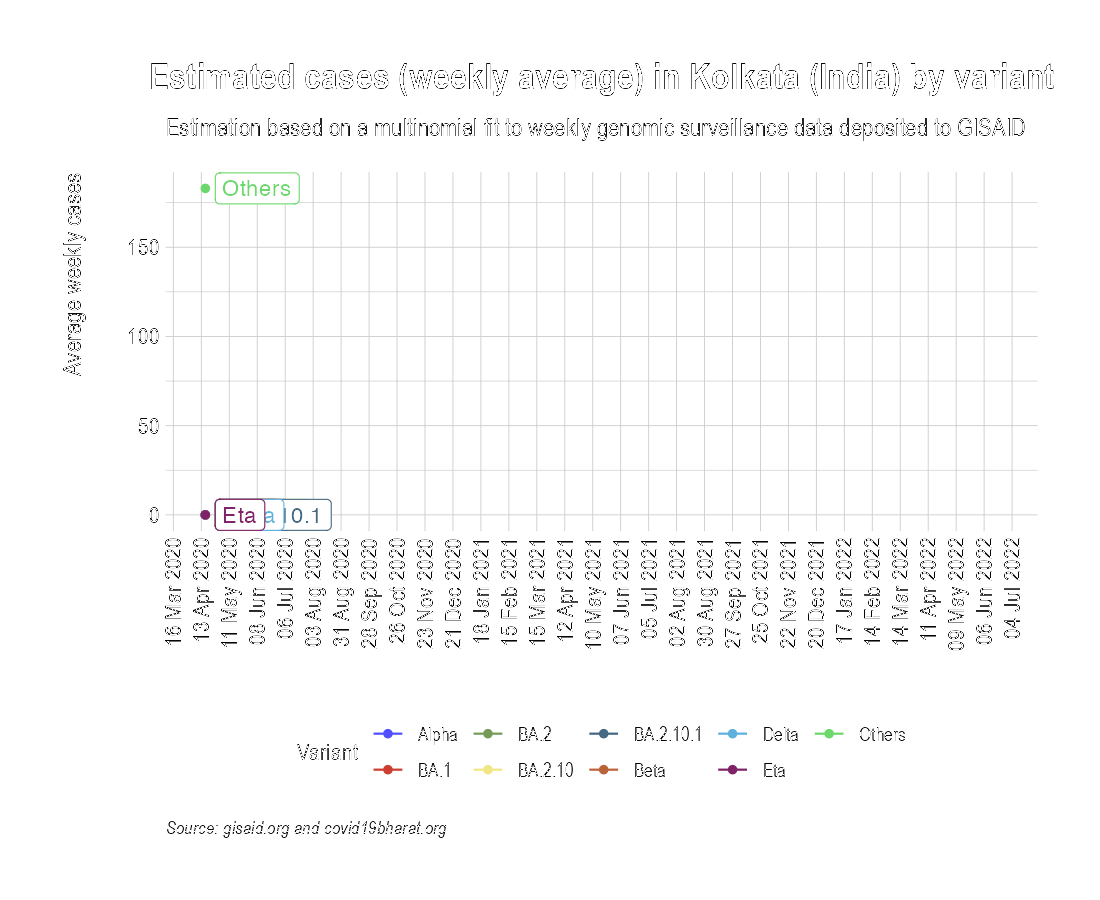 Estimated cases (weekly average) in Kolkata (India) by variant
Estimation based on a multinomial fit to weekly genomic surveillance data deposited to GISAID
Average weekly cases
Others
150
100
50
0
Eta
a
10.1
16 Mar 2020
13 Apr 2020
11 May 2020
08 Jun 2020
06 Jul 2020
03 Aug 2020
31 Aug 2020
28 Sep 2020
26 Oct 2020
23 Nov 2020
21 Dec 2020
18 Jan 2021
15 Feb 2021
15 Mar 2021
12 Apr 2021
10 May 2021
07 Jun 2021
05 Jul 2021
02 Aug 2021
30 Aug 2021
27 Sep 2021
25 Oct 2021
22 Nov 2021
20 Dec 2021
17 Jan 2022
14 Feb 2022
14 Mar 2022
11 Apr 2022
09 May 2022
06 Jun 2022
04 Jul 2022
Variant
Alpha
BA.2
BA.2.10.1
Delta
Others
BA.1
BA.2.10
Beta
Eta
Source: gisaid.org and covid19bharat.org